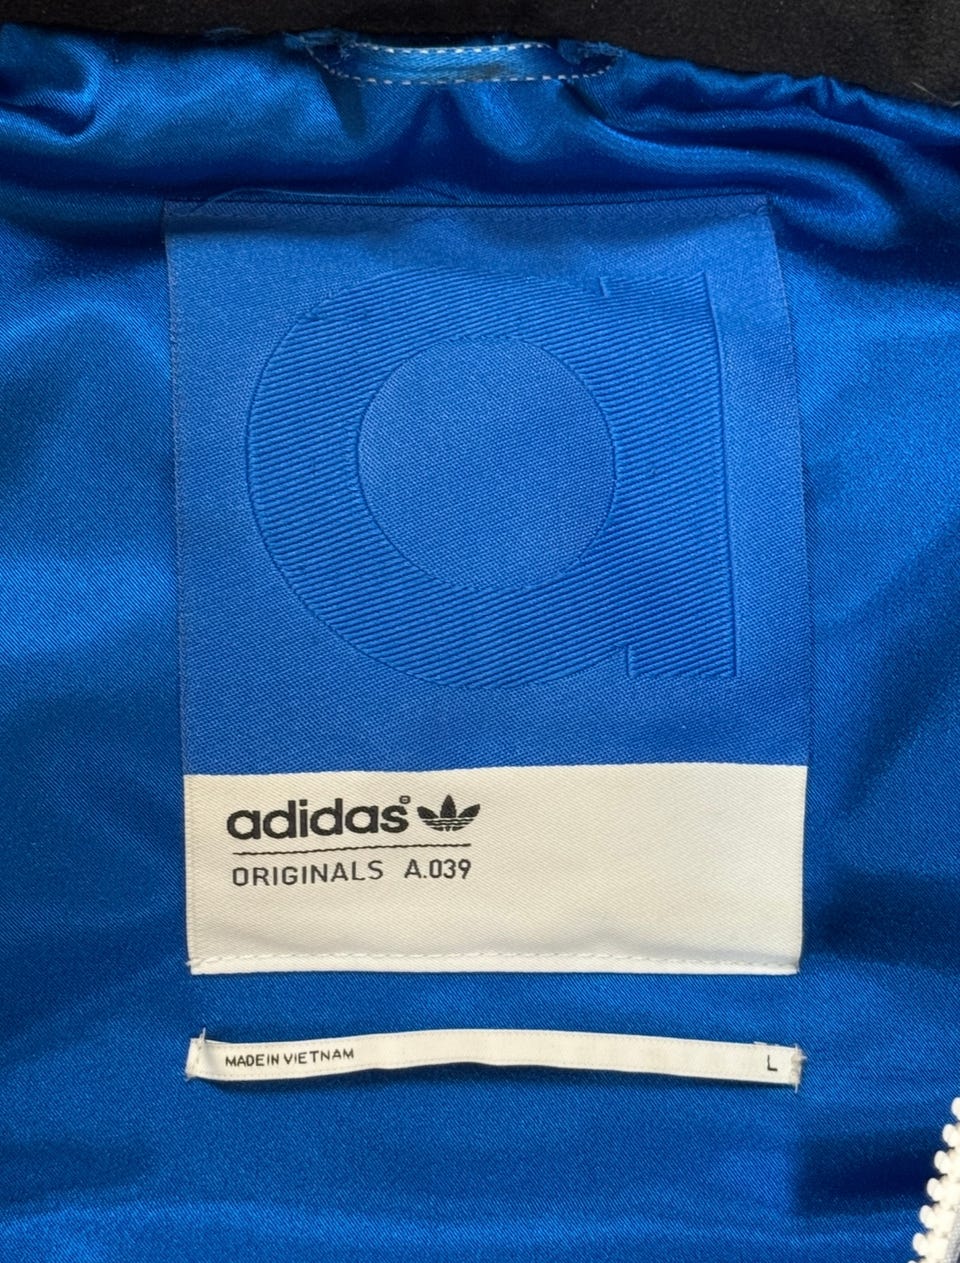 a
adidas®
ORIGINALS A.039
MADE IN VIETNAM L